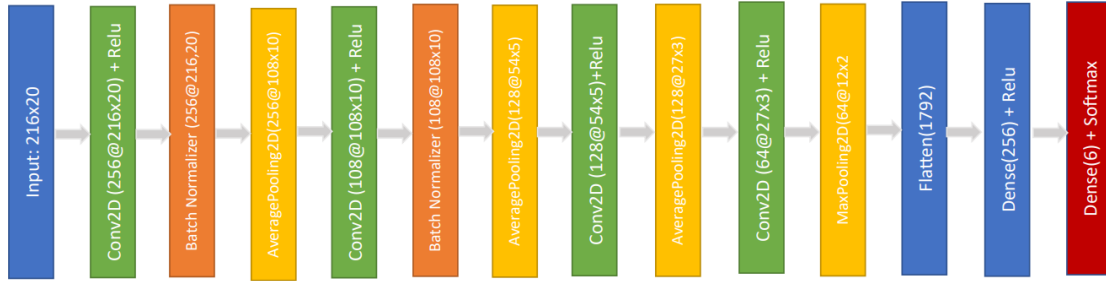 Input: 216x20
Conv2D (256@216x20) + Relu
Batch Normalizer (256@216,20)
AveragePooling2D(256@108x10)
Conv2D (108@108x10) + Relu
Batch Normalizer (108@108x10)
AveragePooling2D(128@54x5)
Conv2D (128@54x5)+Relu
AveragePooling2D(128@27x3)
Conv2D (64@27x3) + Relu
MaxPooling2D(64@12x2)
Flatten(1792)
Dense(256) + Relu
Dense(6) + Softmax